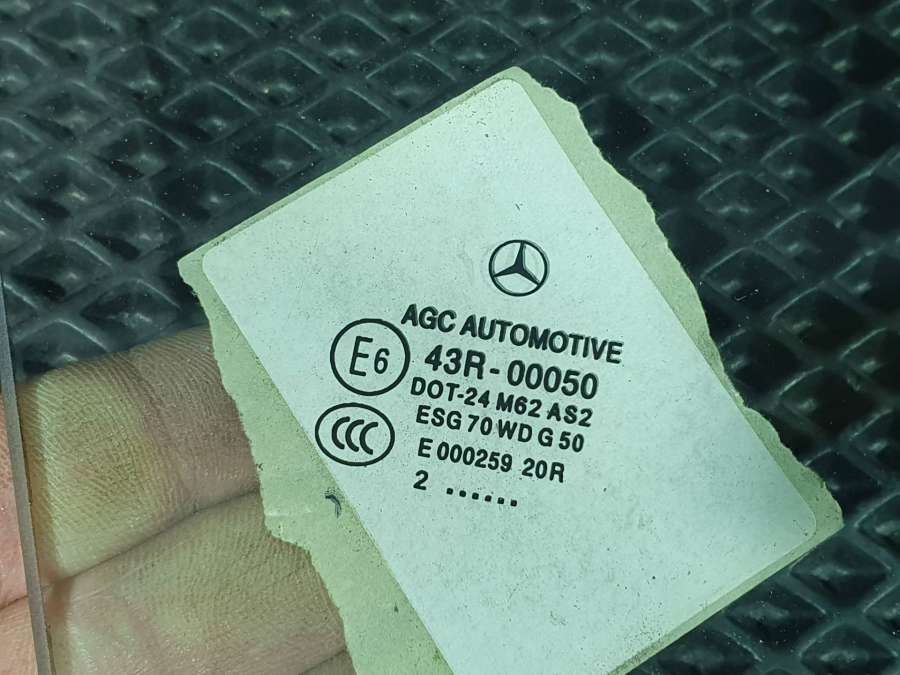 AGC AUTOMOTIVE
E6
43R-00050
DOT-24 M62 AS2
CCC
ESG 70 WD G 50
E 000259 20R
2 ......